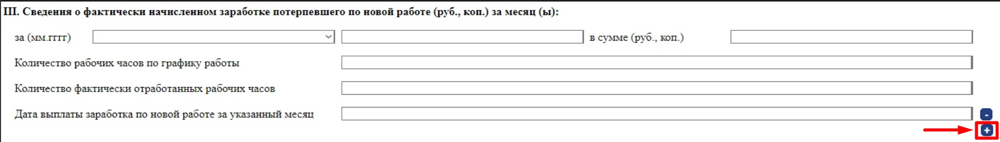 III. Сведения о фактически начисленном заработке потерпевшего по новой работе (руб., коп.) за месяц (ы):
за (мм.гггг) в сумме (руб., коп.)
Количество рабочих часов по графику работы
Количество фактически отработанных рабочих часов
Дата выплаты заработка по новой работе за указанный месяц -
+